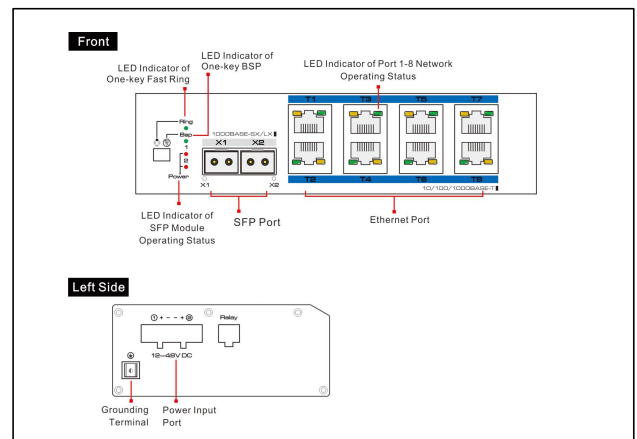 Front
LED Indicator of
One-key Fast Ring
LED Indicator of
One-key BSP
LED Indicator of Port 1-8 Network
Operating Status
T1 T3 T5 T7
Ring
Bsp
1
2
Power
1000BASE-SX/LX
X1 X2
X1 X2
T2 T4 T6 T8
10/100/1000BASE-T
LED Indicator of
SFP Module
Operating Status
SFP Port
Ethernet Port
Left Side
① + - - + ②
Relay
12—48V DC
Grounding
Terminal
Power Input
Port